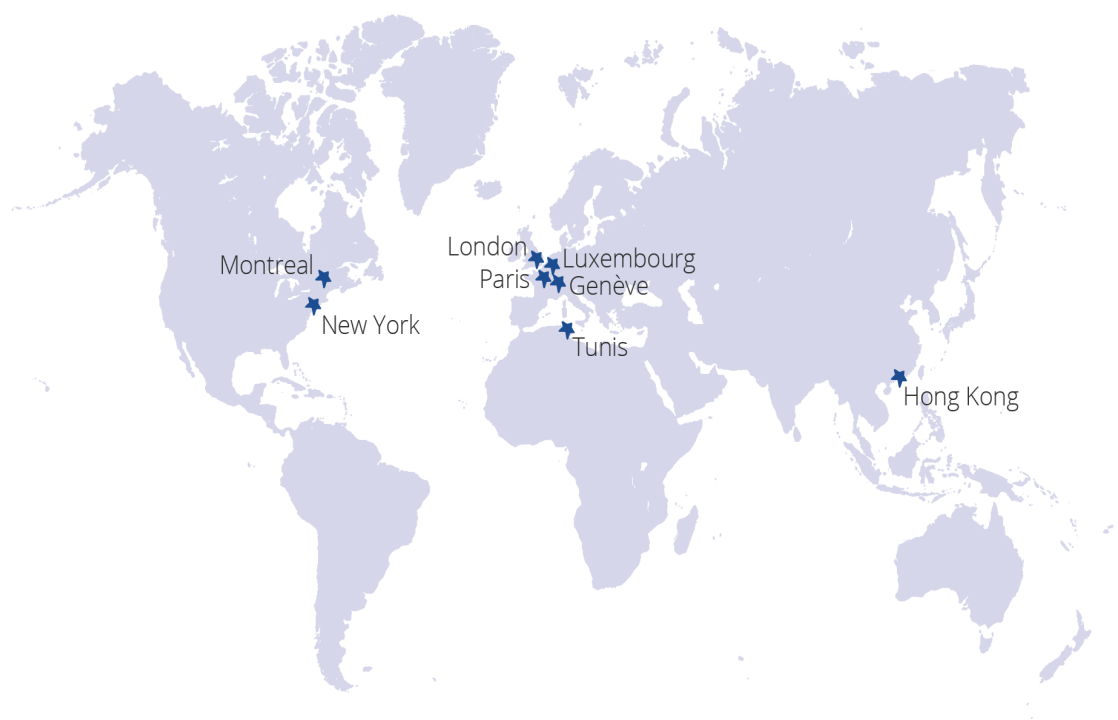 London
Luxembourg
Montreal
Paris
Genève
New York
Tunis
Hong Kong